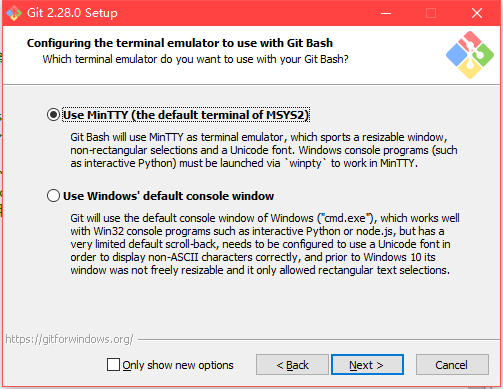 Git 2.28.0 Setup
Configuring the terminal emulator to use with Git Bash
Which terminal emulator do you want to use with your Git Bash?
Use MinTTY (the default terminal of MSYS2)
Git Bash will use MinTTY as terminal emulator, which sports a resizable window,
non-rectangular selections and a Unicode font. Windows console programs (such
as interactive Python) must be launched via `winpty` to work in MinTTY.
Use Windows' default console window
Git will use the default console window of Windows ("cmd.exe"), which works well
with Win32 console programs such as interactive Python or node.js, but has a
very limited default scroll-back, needs to be configured to use a Unicode font in
order to display non-ASCII characters correctly, and prior to Windows 10 its
window was not freely resizable and it only allowed rectangular text selections.
https://gitforwindows.org/
Only show new options
< Back
Next >
Cancel